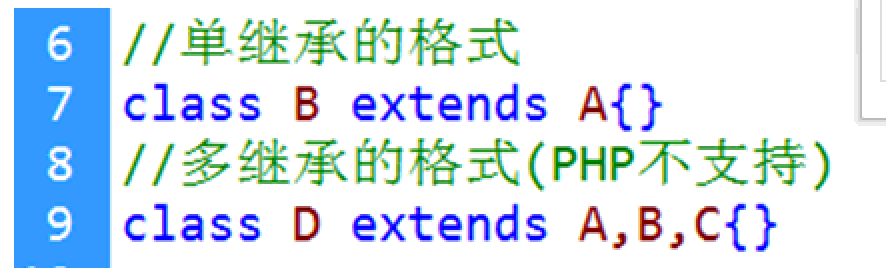 6 //单继承的格式
7 class B extends A{}
8 //多继承的格式(PHP不支持)
9 class D extends A,B,C{}